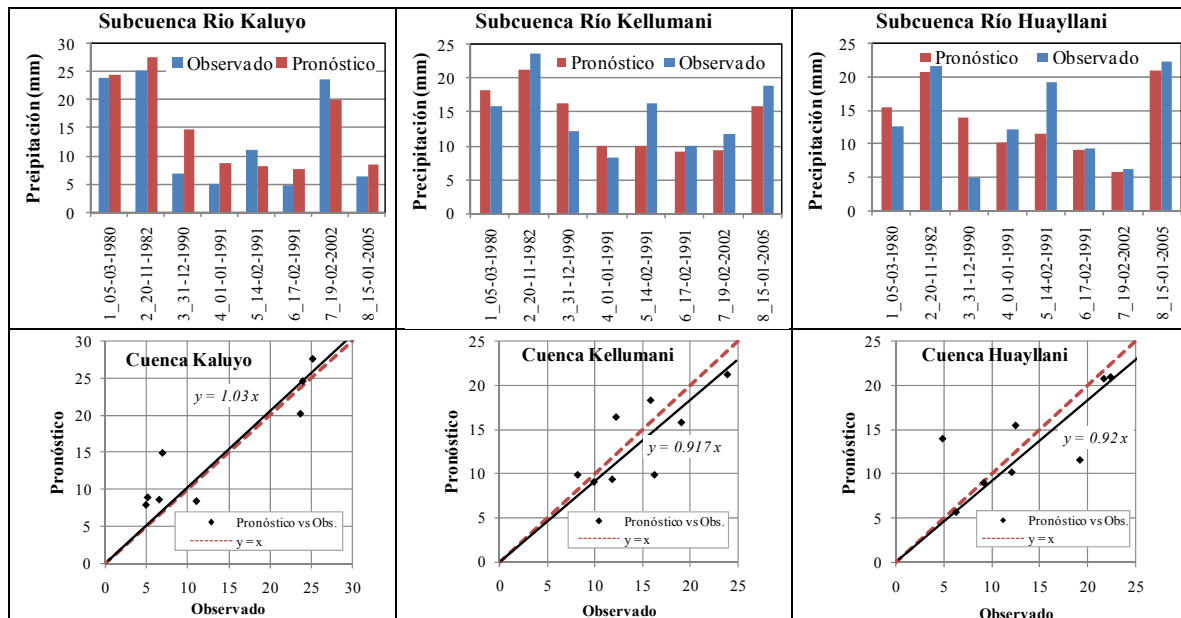 Subcuenca Rio Kaluyo
Preipitación (mm)
30
25
20
15
10
5
0
Observado
Pronóstico
1_05-03-1980
2_20-11-1982
3_31-12-1990
4_01-01-1991
5_14-02-1991
6_17-02-1991
7_19-02-2002
8_15-01-2005
Subcuenca Río Kellumani
Precipitación (mm)
25
20
15
10
5
0
Pronóstico
Observado
1_05-03-1980
2_20-11-1982
3_31-12-1990
4_01-01-1991
5_14-02-1991
6_17-02-1991
7_19-02-2002
8_15-01-2005
Subcuenca Río Huayllani
Precipitación (mm)
25
20
15
10
5
0
Pronóstico
Observado
1_05-03-1980
2_20-11-1982
3_31-12-1990
4_01-01-1991
5_14-02-1991
6_17-02-1991
7_19-02-2002
8_15-01-2005
Cuenca Kaluyo
Pronóstico
30
25
20
15
10
5
0
y = 1.03x
Pronóstico vs Obs.
y = x
0 5 10 15 20 25 30
Observado
Cuenca Kellumani
Pronóstico
25
20
15
10
5
0
y = 0.917x
Pronóstico vs Obs.
y = x
0 5 10 15 20 25
Observado
Cuenca Huayllani
Pronóstico
25
20
15
10
5
0
y = 0.92x
Pronóstico vs Obs.
y = x
0 5 10 15 20 25
Observado